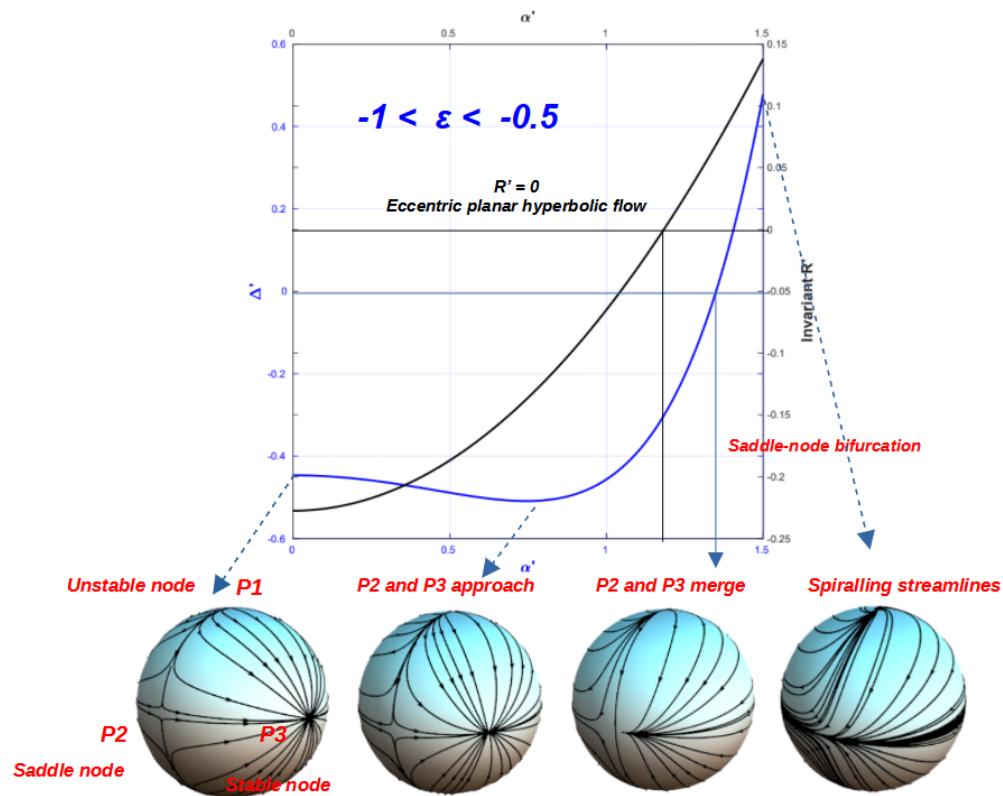 α'
0
0.5
1
1.5
0.6
0.15
-1 < ε < -0.5
0.4
0.1
0.05
R' = 0
Eccentric planar hyperbolic flow
0.2
0
Δ'
0
-0.05
Invariant R'
-0.1
-0.2
-0.15
Saddle-node bifurcation
-0.4
-0.2
-0.6
-0.25
0
0.5
1
1.5
α'
Unstable node
P1
P2 and P3 approach
P2 and P3 merge
Spiralling streamlines
P2
P3
Saddle node
Stable node